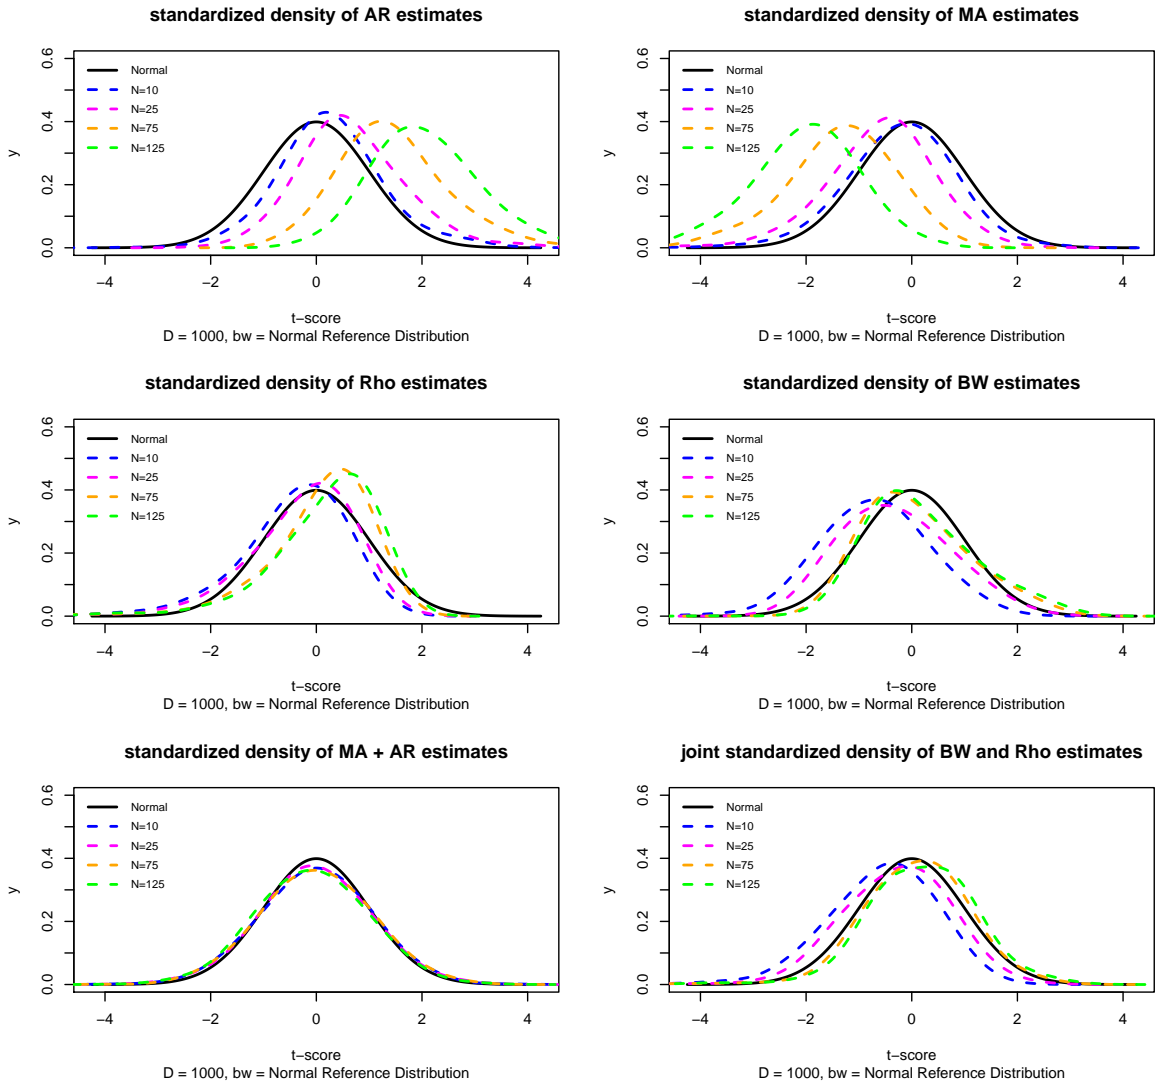 standardized density of AR estimates
y
0.0 0.2 0.4 0.6
Normal
N=10
N=25
N=75
N=125
−4 −2 0 2 4
t−score
D = 1000, bw = Normal Reference Distribution
standardized density of MA estimates
y
0.0 0.2 0.4 0.6
Normal
N=10
N=25
N=75
N=125
−4 −2 0 2 4
t−score
D = 1000, bw = Normal Reference Distribution
standardized density of Rho estimates
y
0.0 0.2 0.4 0.6
Normal
N=10
N=25
N=75
N=125
−4 −2 0 2 4
t−score
D = 1000, bw = Normal Reference Distribution
standardized density of BW estimates
y
0.0 0.2 0.4 0.6
Normal
N=10
N=25
N=75
N=125
−4 −2 0 2 4
t−score
D = 1000, bw = Normal Reference Distribution
standardized density of MA + AR estimates
y
0.0 0.2 0.4 0.6
Normal
N=10
N=25
N=75
N=125
−4 −2 0 2 4
t−score
D = 1000, bw = Normal Reference Distribution
joint standardized density of BW and Rho estimates
y
0.0 0.2 0.4 0.6
Normal
N=10
N=25
N=75
N=125
−4 −2 0 2 4
t−score
D = 1000, bw = Normal Reference Distribution